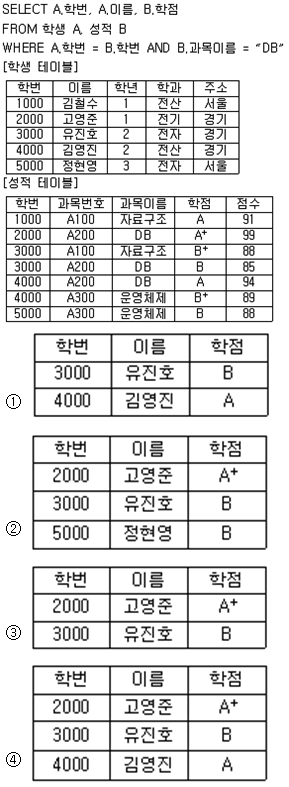 SELECT A.학번, A.이름, B.학점
FROM 학생 A, 성적 B
WHERE A.학번 = B.학번 AND B.과목이름 = “DB”
[학생 테이블]
학번 이름 학년 학과 주소
1000 김철수 1 전산 서울
2000 고영준 1 전기 경기
3000 유진호 2 전자 경기
4000 김영진 2 전산 경기
5000 정현영 3 전자 서울
[성적 테이블]
학번 과목번호 과목이름 학점 점수
1000 A100 자료구조 A 91
2000 A200 DB A+ 99
3000 A100 자료구조 B+ 88
3000 A200 DB B 85
4000 A200 DB A 94
4000 A300 운영체제 B+ 89
5000 A300 운영체제 B 88
학번 이름 학점
3000 유진호 B
① 4000 김영진 A
학번 이름 학점
2000 고영준 A+
3000 유진호 B
② 5000 정현영 B
학번 이름 학점
2000 고영준 A+
③ 3000 유진호 B
학번 이름 학점
2000 고영준 A+
3000 유진호 B
④ 4000 김영진 A